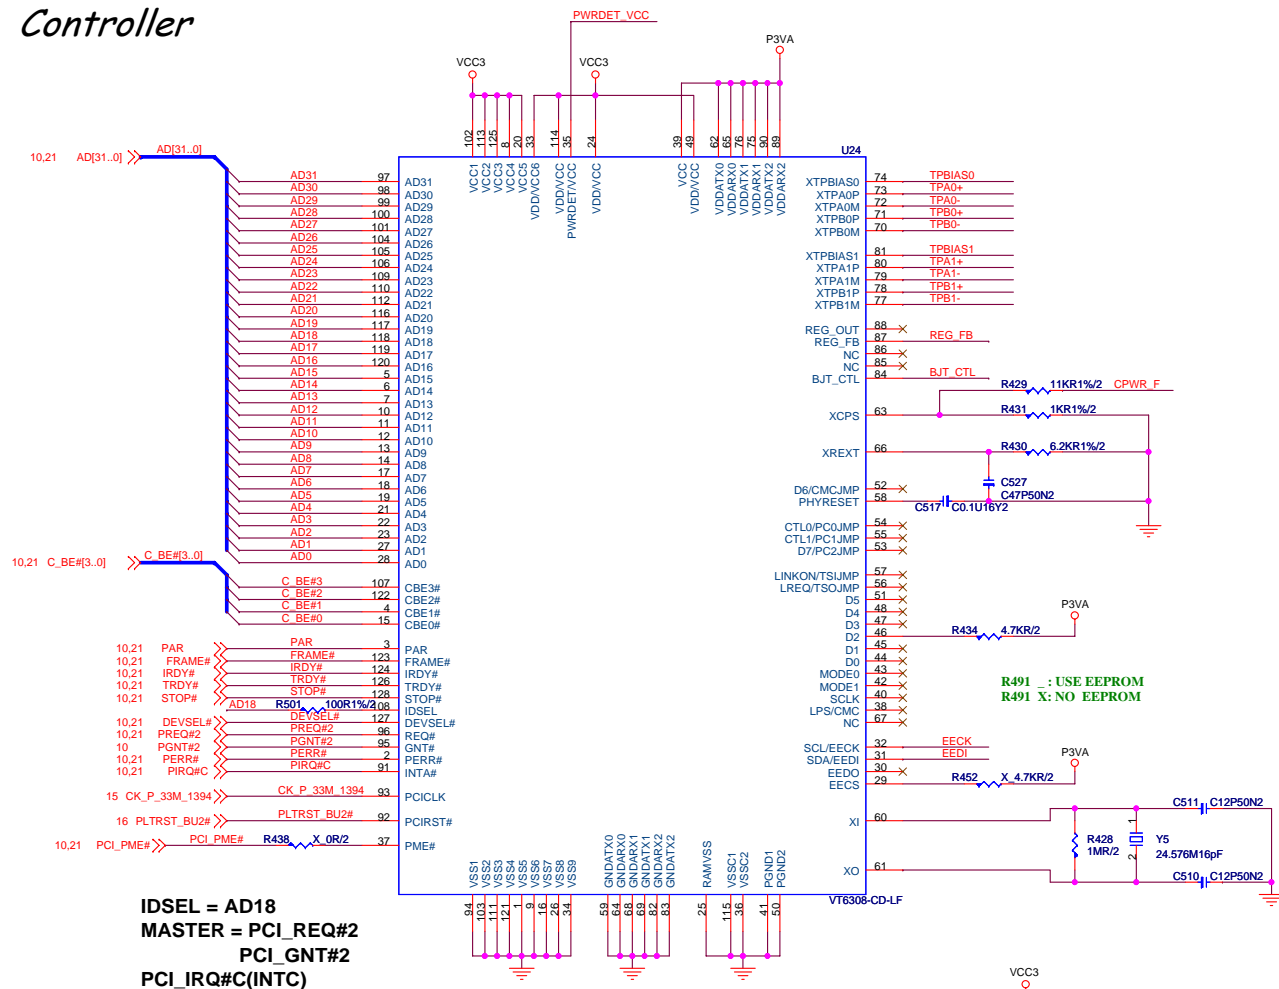 Controller
PWRDET_VCC
P3VA
VCC3
VCC3
102
113
125
8
20
33
114
35
24
39
49
62
65
76
75
90
89
U24
VCC1
VCC2
VCC3
VCC4
VCC5
VDD/VCC6
VDD/VCC
PWRDET/VCC
VDD/VCC
VCC
VDD/VCC
VDDATX0
VDDARX0
VDDATX1
VDDARX1
VDDATX2
VDDARX2
10,21 AD[31..0] AD[31..0]
AD31 97 AD31
AD30 98 AD30
AD29 99 AD29
AD28 100 AD28
AD27 101 AD27
AD26 104 AD26
AD25 105 AD25
AD24 106 AD24
AD23 109 AD23
AD22 110 AD22
AD21 112 AD21
AD20 116 AD20
AD19 117 AD19
AD18 118 AD18
AD17 119 AD17
AD16 120 AD16
AD15 5 AD15
AD14 6 AD14
AD13 7 AD13
AD12 10 AD12
AD11 11 AD11
AD10 12 AD10
AD9 13 AD9
AD8 14 AD8
AD7 17 AD7
AD6 18 AD6
AD5 19 AD5
AD4 21 AD4
AD3 22 AD3
AD2 23 AD2
AD1 27 AD1
AD0 28 AD0
10,21 C_BE#[3..0] C_BE#[3..0]
C_BE#3 107 CBE3#
C_BE#2 122 CBE2#
C_BE#1 4 CBE1#
C_BE#0 15 CBE0#
10,21 PAR PAR 3 PAR
10,21 FRAME# FRAME# 123 FRAME#
10,21 IRDY# IRDY# 124 IRDY#
10,21 TRDY# TRDY# 126 TRDY#
10,21 STOP# STOP# 128 STOP#
AD18 R501 100R1%/2 108 IDSEL
10,21 DEVSEL# DEVSEL# 127 DEVSEL#
10,21 PREQ#2 PREQ#2 96 REQ#
10 PGNT#2 PGNT#2 95 GNT#
10,21 PERR# PERR# 2 PERR#
10,21 PIRQ#C PIRQ#C 91 INTA#
15 CK_P_33M_1394 CK_P_33M_1394 93 PCICLK
16 PLTRST_BU2# PLTRST_BU2# 92 PCIRST#
10,21 PCI_PME# PCI_PME# R438 X_0R/2 37 PME#
XTPBIAS0 74 TPBIAS0
XTPA0P 73 TPA0+
XTPA0M 72 TPA0-
XTPB0P 71 TPB0+
XTPB0M 70 TPB0-
XTPBIAS1 81 TPBIAS1
XTPA1P 80 TPA1+
XTPA1M 79 TPA1-
XTPB1P 78 TPB1+
XTPB1M 77 TPB1-
REG_OUT 88
REG_FB 87 REG_FB
NC 86
NC 85
BJT_CTL 84 BJT_CTL
R429 11KR1%/2 CPWR_F
XCPS 63 R431 1KR1%/2
XREXT 66 R430 6.2KR1%/2
C527
C47P50N2
D6/CMCJMP 52
PHYRESET 58
C517 C0.1U16Y2
CTL0/PC0JMP 54
CTL1/PC1JMP 55
D7/PC2JMP 53
LINKON/TSIJMP 57
LREQ/TSOJMP 56
D5 51
D4 48
D3 47
D2 46 R434 4.7KR/2 P3VA
D1 45
D0 44
MODE0 43
MODE1 42
SCLK 40
LPS/CMC 38
NC 67
R491 _ : USE EEPROM
R491 X: NO EEPROM
SCL/EECK 32 EECK
SDA/EEDI 31 EEDI
EEDO 30
EECS 29 R452 X_4.7KR/2 P3VA
XI 60
XO 61
C511 C12P50N2
R428
1MR/2
1
2
Y5
24.576M16pF
C510 C12P50N2
VSS1
VSS2
VSS3
VSS4
VSS5
VSS6
VSS7
VSS8
VSS9
GNDATX0
GNDARX0
GNDARX1
GNDATX1
GNDARX2
GNDATX2
RAMVSS
VSSC1
VSSC2
PGND1
PGND2
VT6308-CD-LF
94
103
111
121
1
9
16
26
34
59
64
68
69
82
83
25
115
36
41
50
IDSEL = AD18
MASTER = PCI_REQ#2
PCI_GNT#2
PCI_IRQ#C(INTC)
VCC3